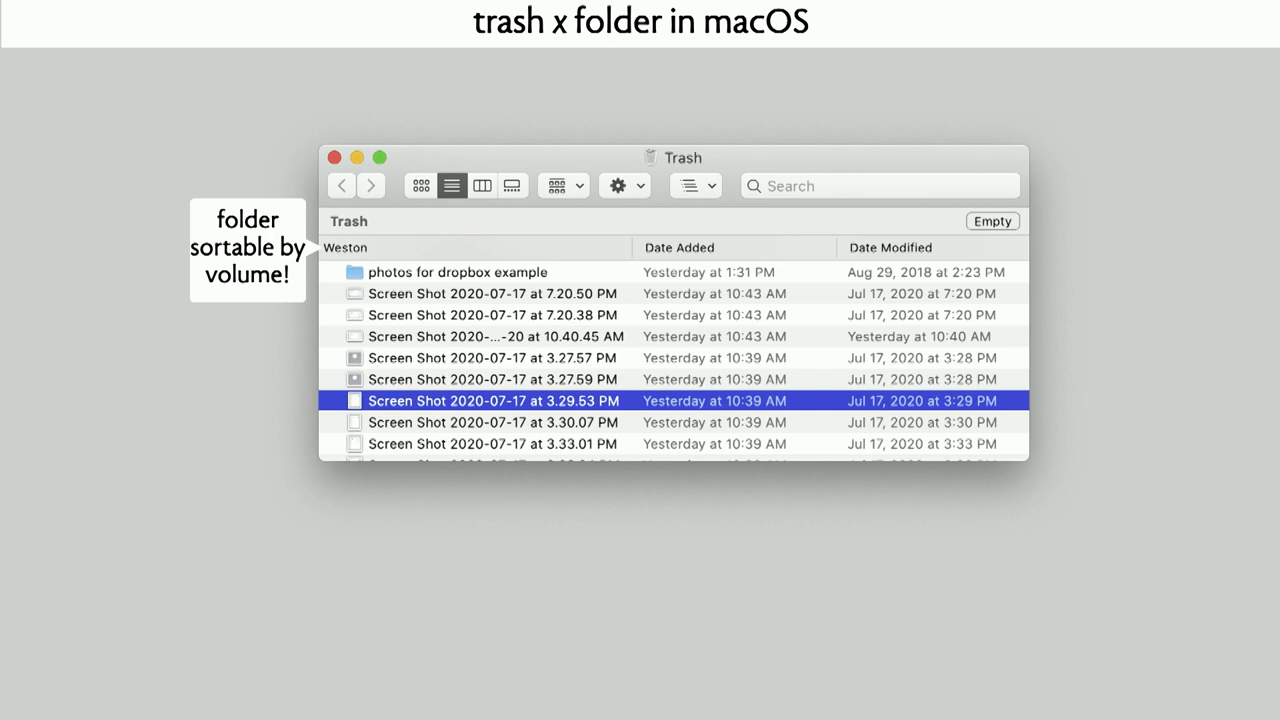 trash x folder in macOS
Trash
Search
Trash
Empty
folder
sortable by
volume!
Weston
Date Added
Date Modified
photos for dropbox example
Yesterday at 1:31 PM
Aug 29, 2018 at 2:23 PM
Screen Shot 2020-07-17 at 7.20.50 PM
Yesterday at 10:43 AM
Jul 17, 2020 at 7:20 PM
Screen Shot 2020-07-17 at 7.20.38 PM
Yesterday at 10:43 AM
Jul 17, 2020 at 7:20 PM
Screen Shot 2020-...-20 at 10.40.45 AM
Yesterday at 10:43 AM
Yesterday at 10:40 AM
Screen Shot 2020-07-17 at 3.27.57 PM
Yesterday at 10:39 AM
Jul 17, 2020 at 3:28 PM
Screen Shot 2020-07-17 at 3.27.59 PM
Yesterday at 10:39 AM
Jul 17, 2020 at 3:28 PM
Screen Shot 2020-07-17 at 3.29.53 PM
Yesterday at 10:39 AM
Jul 17, 2020 at 3:29 PM
Screen Shot 2020-07-17 at 3.30.07 PM
Yesterday at 10:39 AM
Jul 17, 2020 at 3:30 PM
Screen Shot 2020-07-17 at 3.33.01 PM
Yesterday at 10:39 AM
Jul 17, 2020 at 3:33 PM